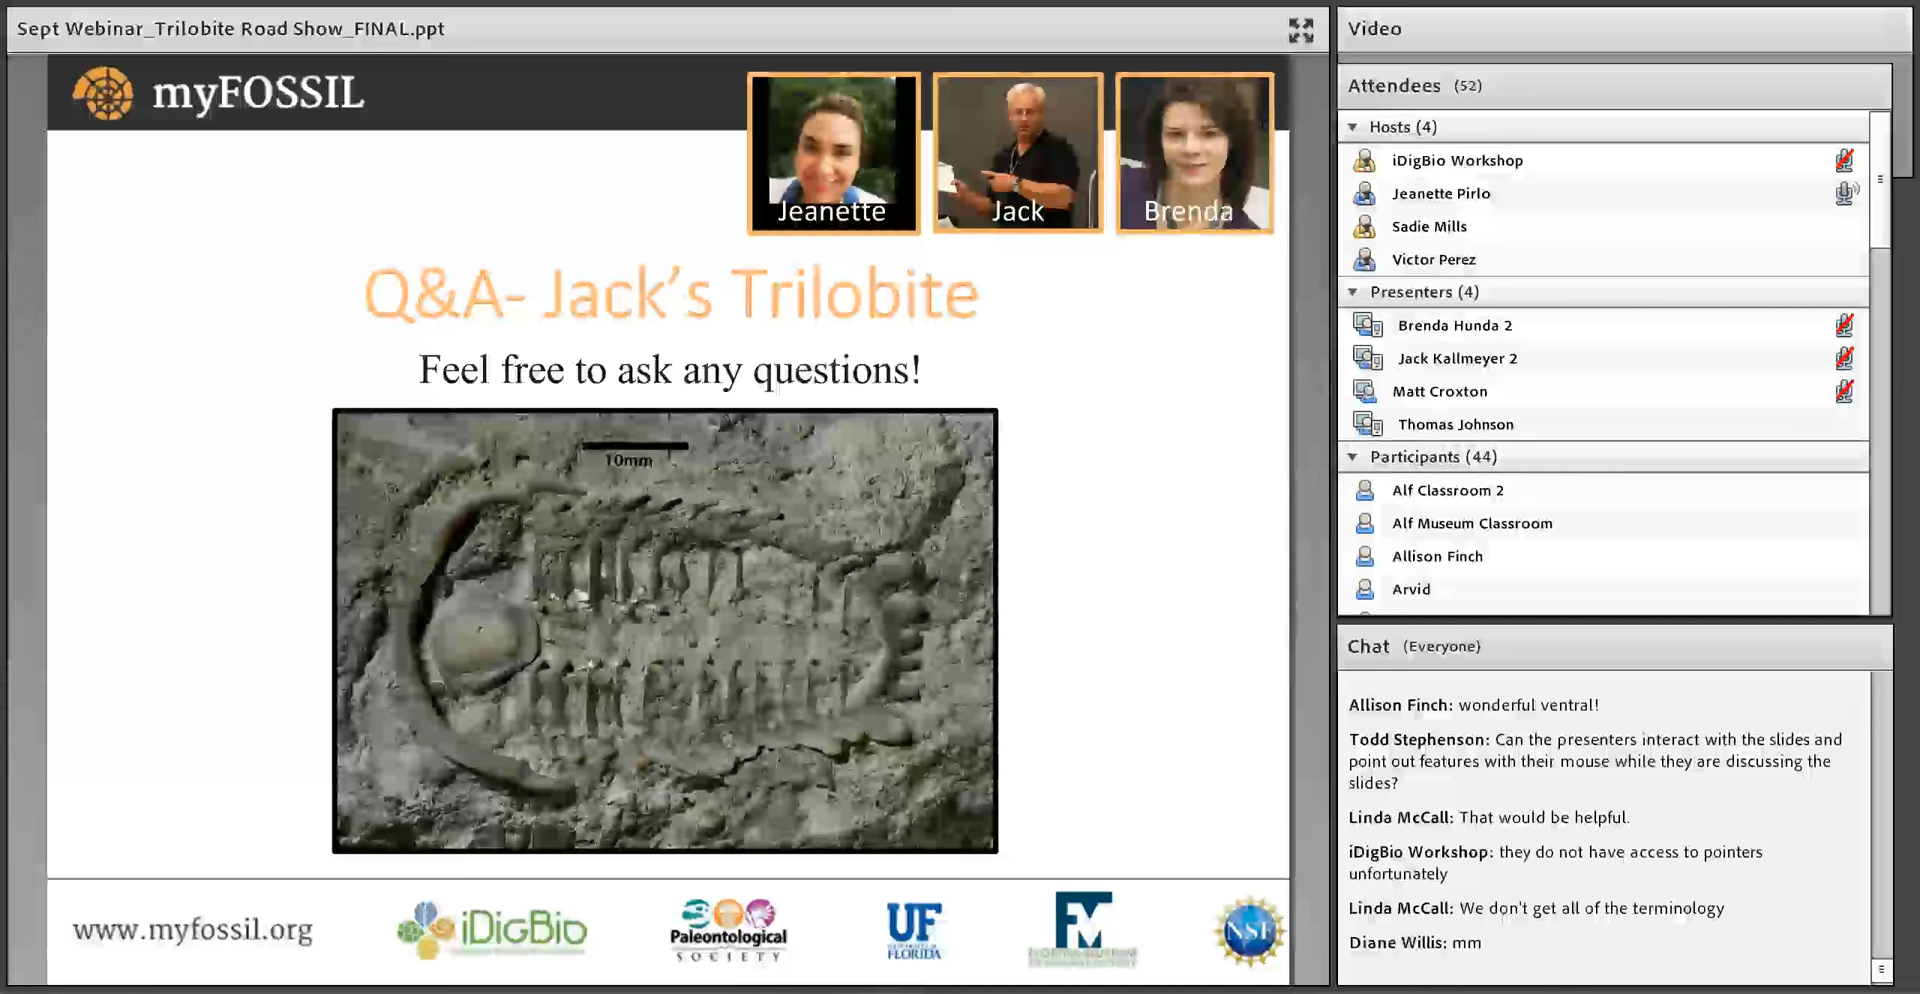 Sept Webinar_Trilobite Road Show_FINAL.ppt
myFOSSIL
Jeanette
Jack
Brenda
Q&A- Jack's Trilobite
Feel free to ask any questions!
10mm
www.myfossil.org
iDigBio
Paleontological
SOCIETY
UF
UNIVERSITY of
FLORIDA
FM
FLORIDA MUSEUM
NSF
Video
Attendees (52)
Hosts (4)
iDigBio Workshop
Jeanette Pirlo
Sadie Mills
Victor Perez
Presenters (4)
Brenda Hunda 2
Jack Kallmeyer 2
Matt Croxton
Thomas Johnson
Participants (44)
Alf Classroom 2
Alf Museum Classroom
Allison Finch
Arvid
Chat (Everyone)
Allison Finch: wonderful ventral!
Todd Stephenson: Can the presenters interact with the slides and
point out features with their mouse while they are discussing the
slides?
Linda McCall: That would be helpful.
iDigBio Workshop: they do not have access to pointers
unfortunately
Linda McCall: We don't get all of the terminology
Diane Willis: mm